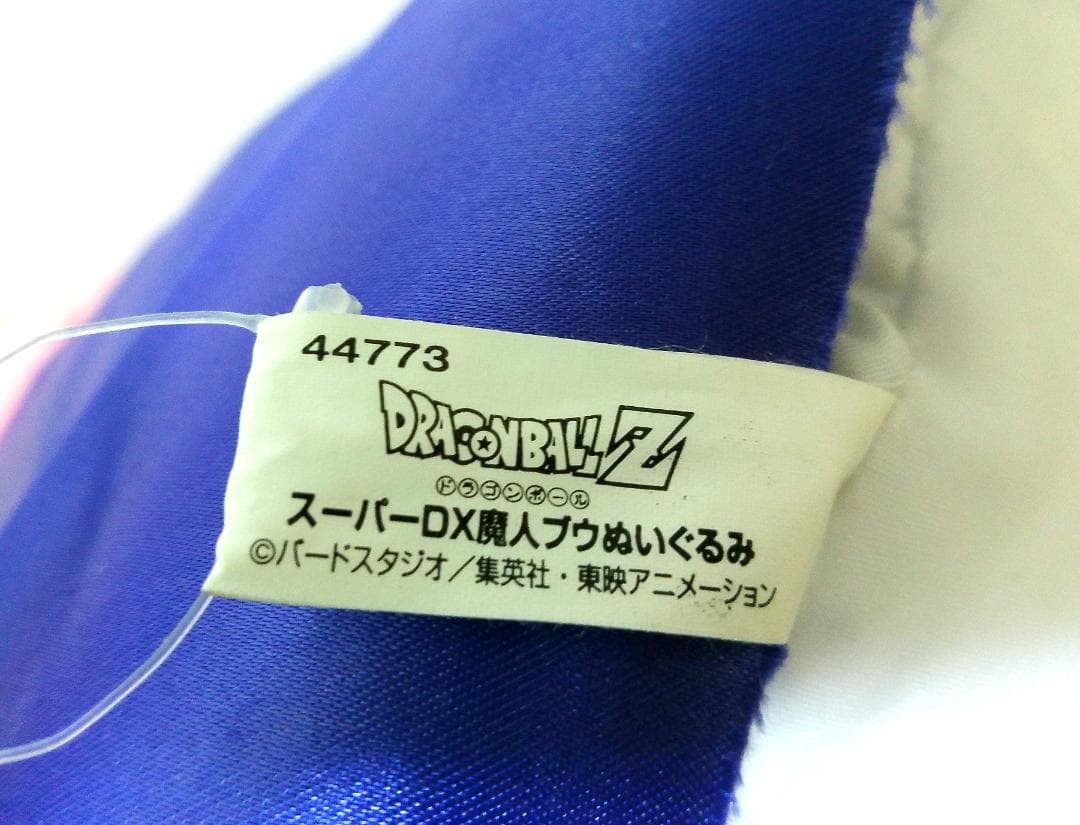 44773
DRAGONBALL Z
ドラゴンボール
スーパーDX魔人ブウぬいぐるみ
©バードスタジオ／集英社・東映アニメーション